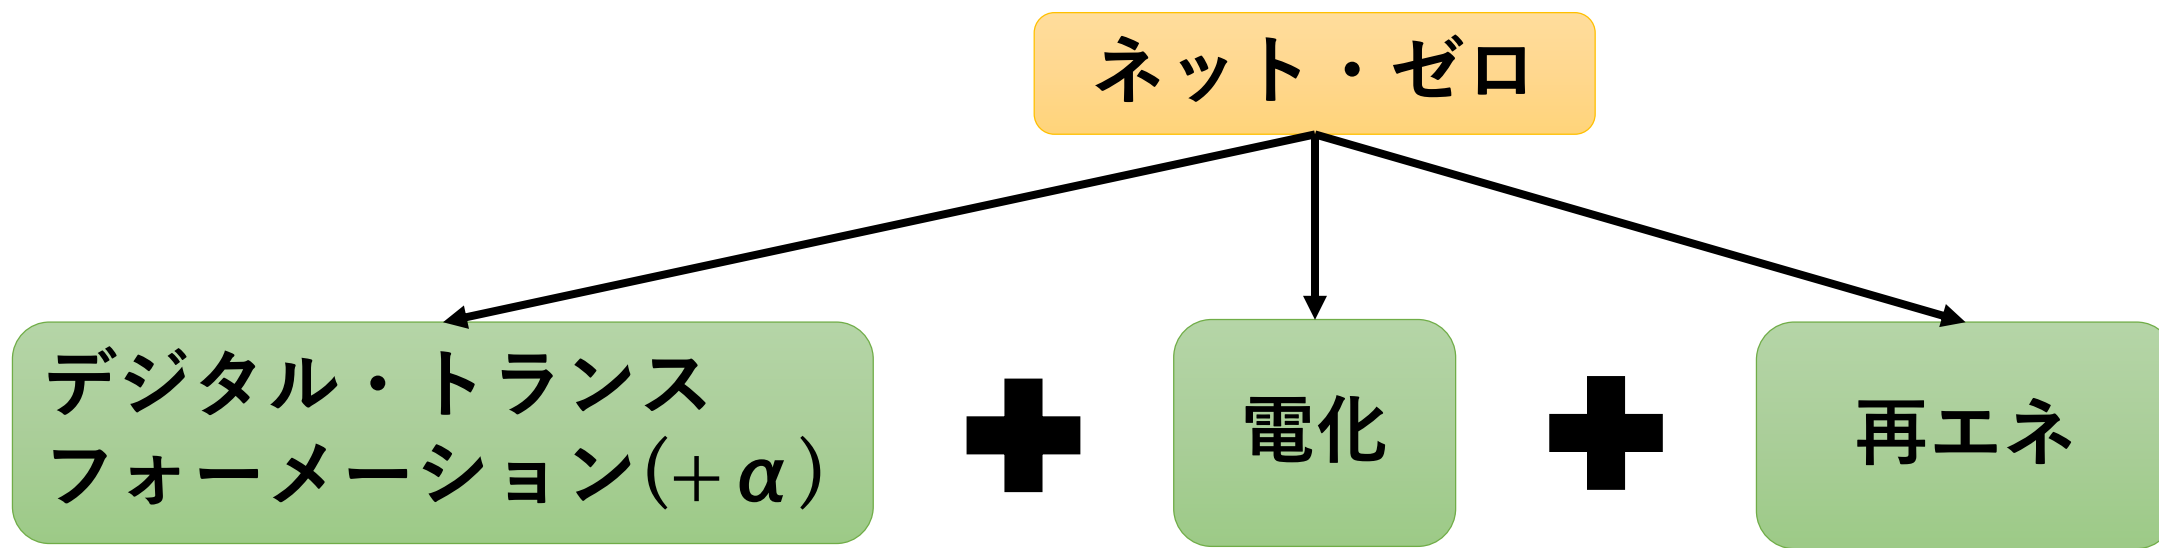 ネット・ゼロ
デジタル・トランス
フォーメーション(+α)
電化
再エネ